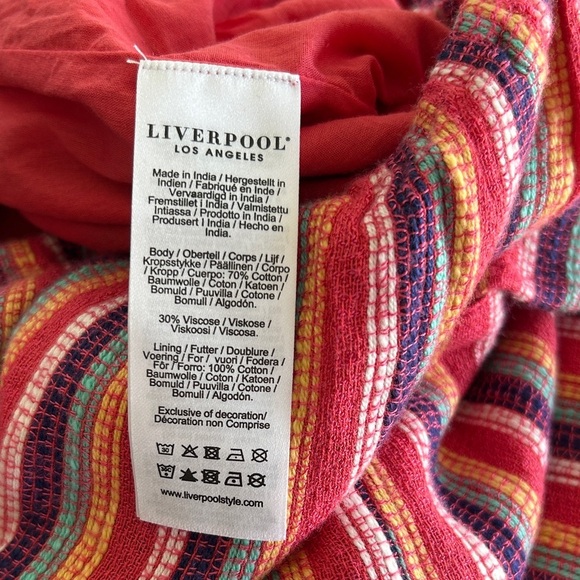 LIVERPOOL®
LOS ANGELES
Made in India / Hergestellt in
Indien / Fabriqué en Inde /
Vervaardigd in India /
Fremstillet i India / Valmistettu
Intiassa / Prodotto in India /
Produsert I India / Hecho en
India.
Body / Oberteil / Corps / Lijf /
Kropsstykke / Päällinen / Corpo
/ Kropp / Cuerpo: 70% Cotton /
Baumwolle / Coton / Katoen /
Bomuld / Puuvilla / Cotone /
Bomull / Algodón.
30% Viscose / Viskose /
Viskoosi / Viscosa.
Lining / Futter / Doublure /
Voering / For / vuori / Fodera /
Fôr / Forro: 100% Cotton /
Baumwolle / Coton / Katoen /
Bomuld / Puuvilla / Cotone /
Bomull / Algodón.
Exclusive of decoration/
Décoration non Comprise
30
www.liverpoolstyle.com